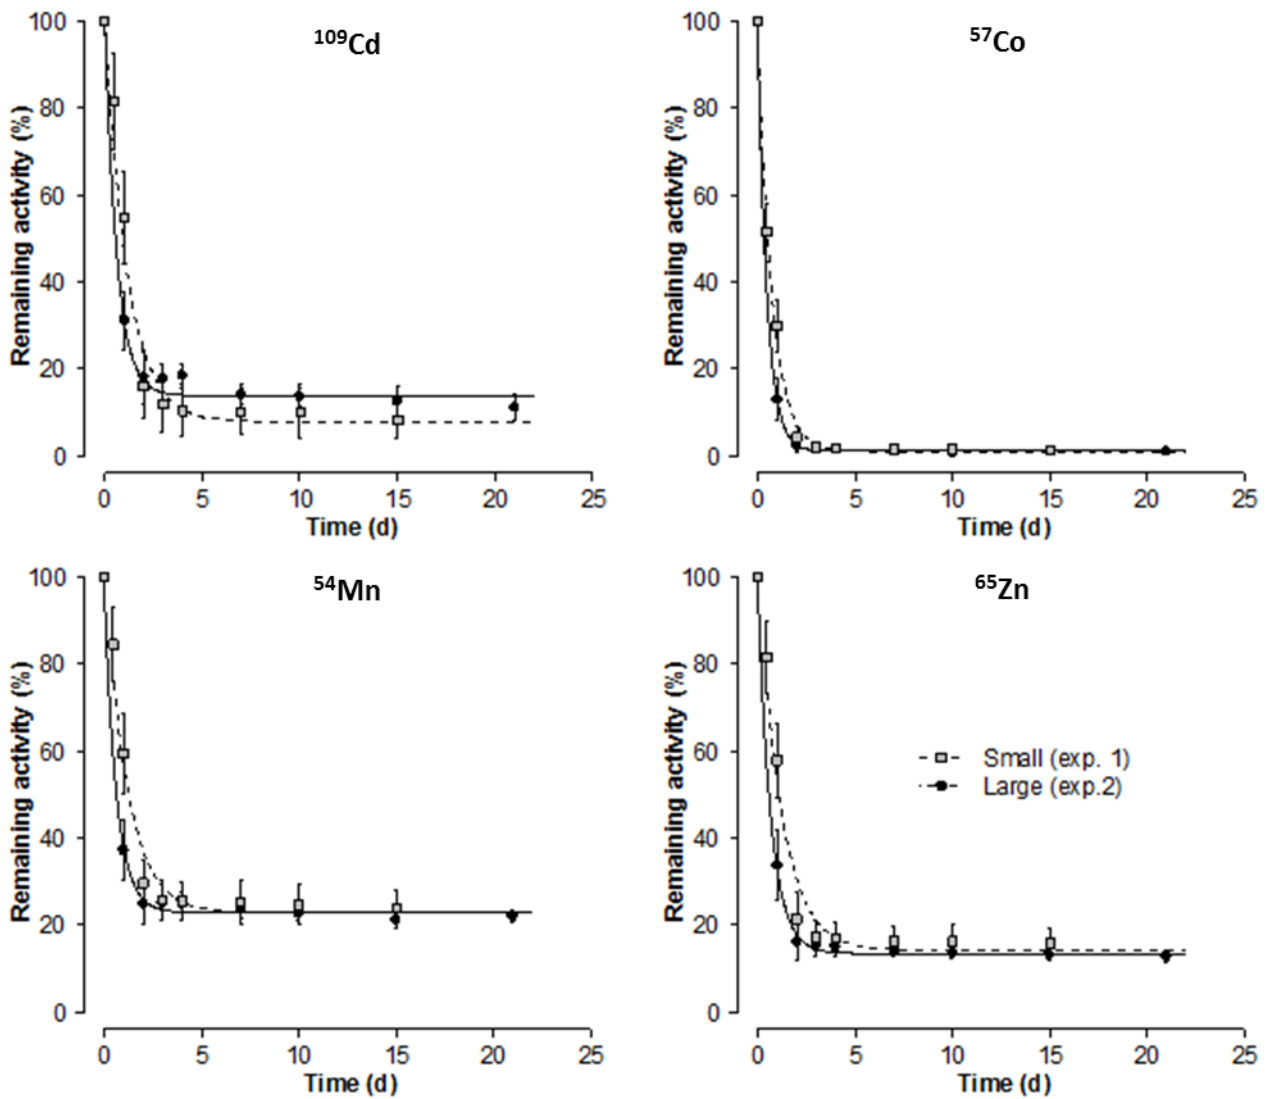 ¹⁰⁹Cd
100
80
60
40
20
0
Remaining activity (%)
0 5 10 15 20 25
Time (d)
⁵⁷Co
100
80
60
40
20
0
Remaining activity (%)
0 5 10 15 20 25
Time (d)
⁵⁴Mn
100
80
60
40
20
0
Remaining activity (%)
0 5 10 15 20 25
Time (d)
⁶⁵Zn
100
80
60
40
20
0
Remaining activity (%)
Small (exp. 1)
Large (exp.2)
0 5 10 15 20 25
Time (d)